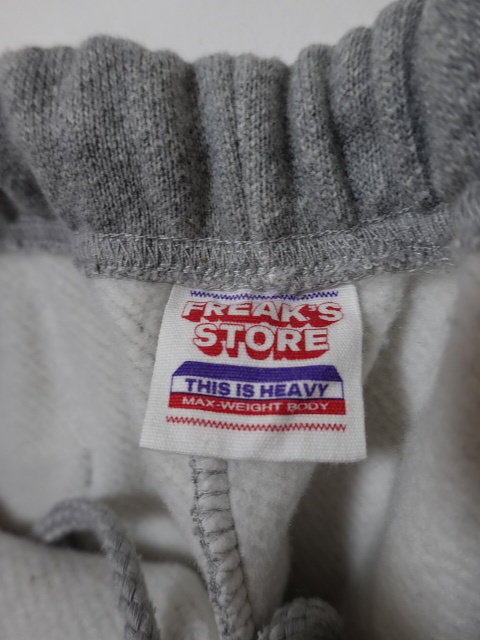 FREAK'S
STORE
THIS IS HEAVY
MAX-WEIGHT BODY